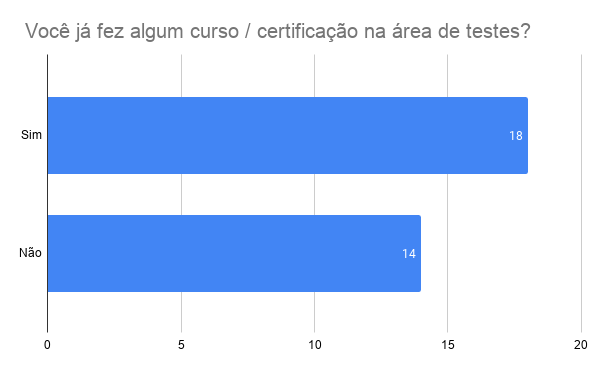 Você já fez algum curso / certificação na área de testes?
Sim
18
Não
14
0 5 10 15 20